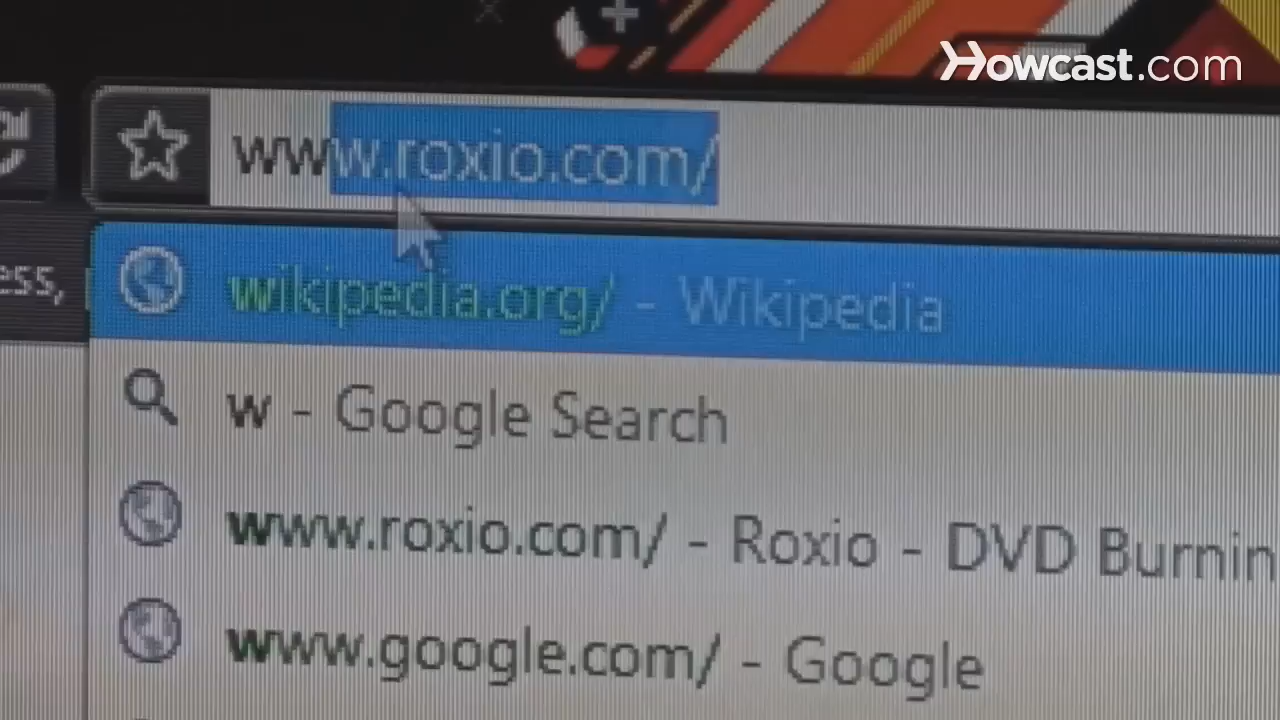 Howcast.com
www.roxio.com/
ess,
wikipedia.org/ - Wikipedia
w - Google Search
www.roxio.com/ - Roxio - DVD Burnin
www.google.com/ - Google